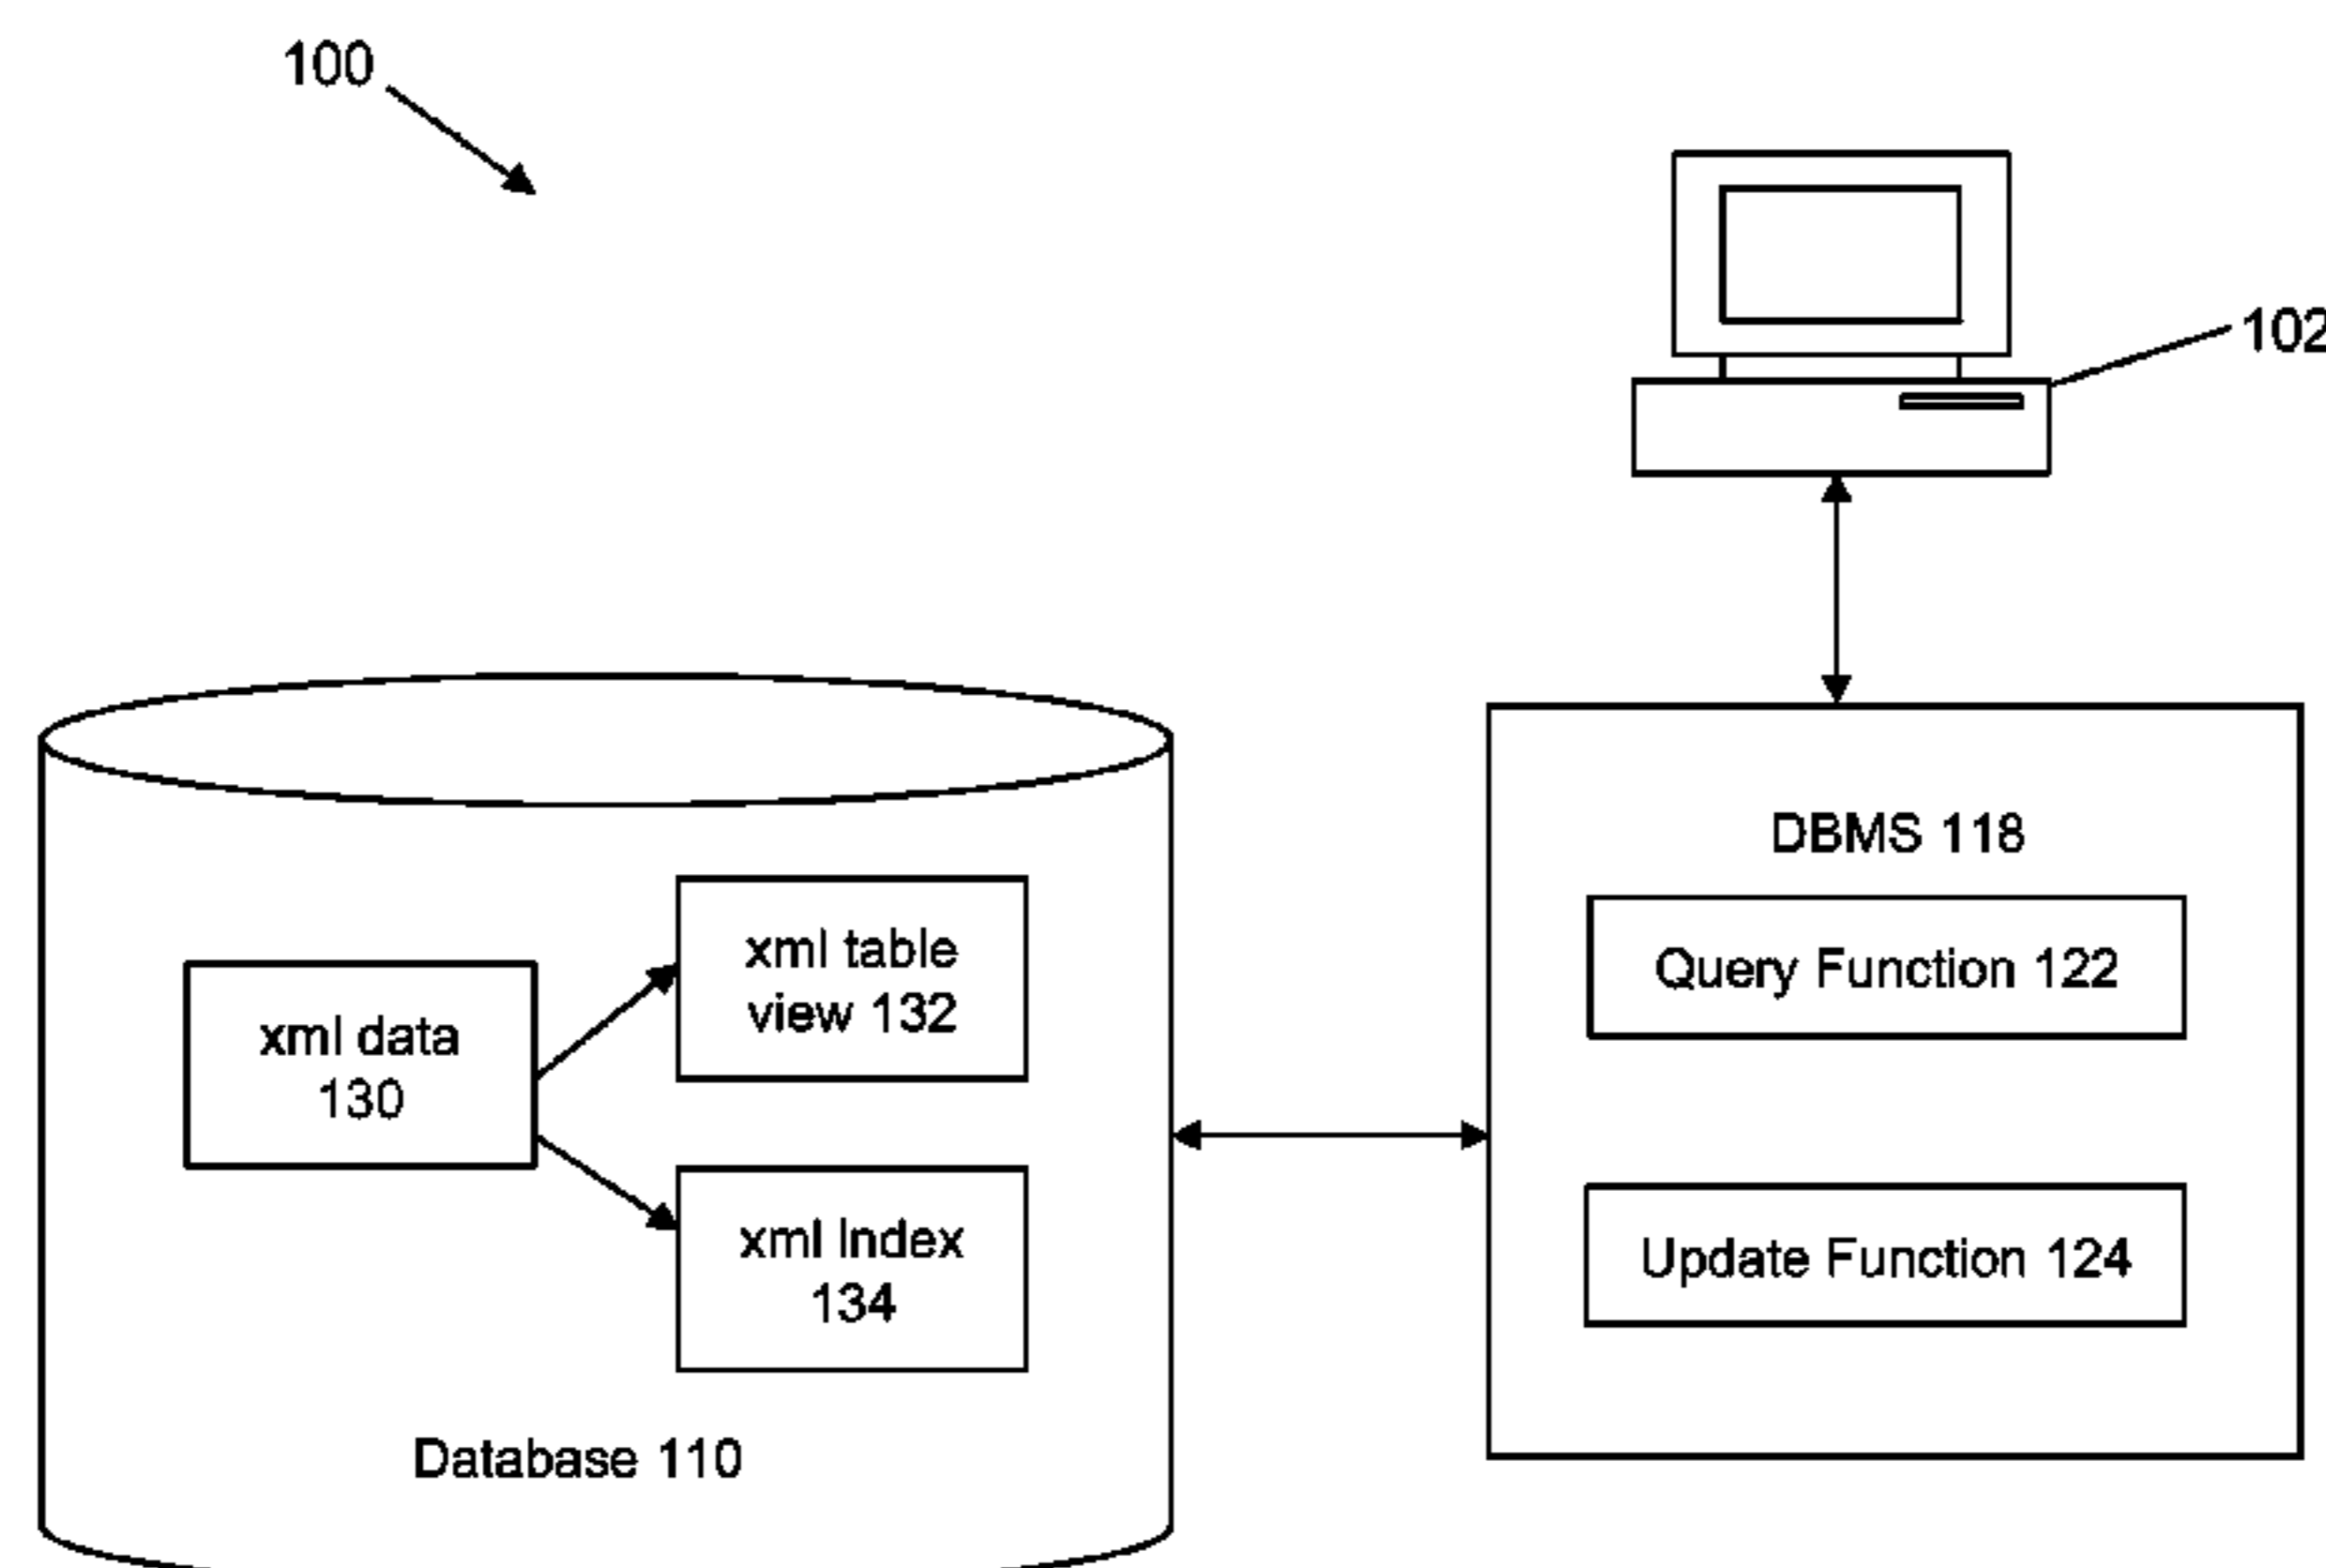 100
102
DBMS 118
Query Function 122
Update Function 124
xml table
view 132
xml data
130
xml Index
134
Database 110